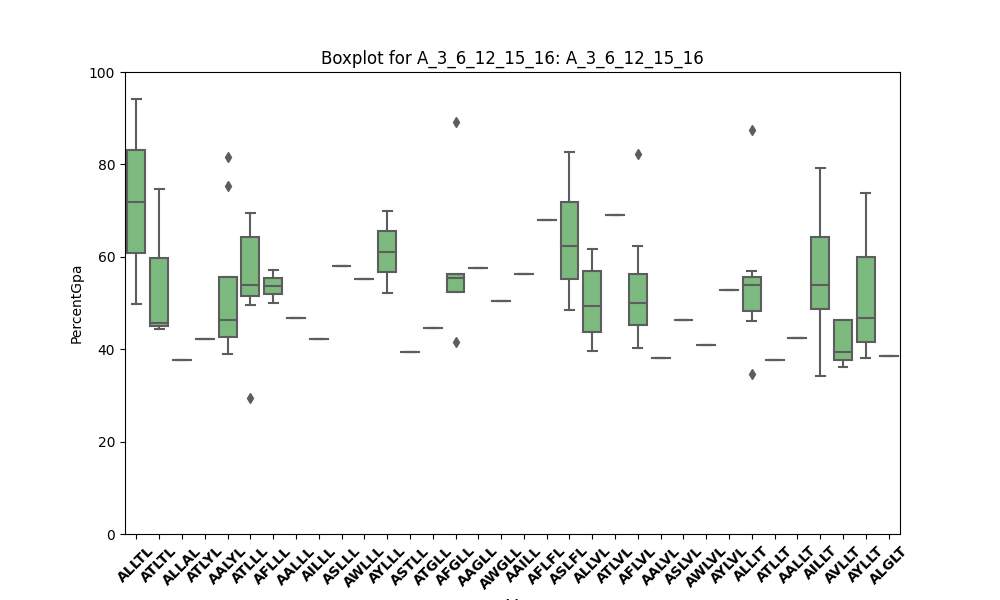 Boxplot for A_3_6_12_15_16: A_3_6_12_15_16
PercentGpa
100
80
60
40
20
0
ALLTL
ATLTL
ALLAL
ATLYL
AALYL
ATLLL
AFLLL
AALLL
AILLL
ASLLL
AWLLL
AYLLL
ASTLL
ATGLL
AFGLL
AAGLL
AWGLL
AAILL
AFLFL
ASLFL
ALLVL
ATLVL
AFLVL
AALVL
ASLVL
AWLVL
AYLVL
ALLIT
ATLLT
AALLT
AILLT
AVLLT
AYLLT
ALGLT